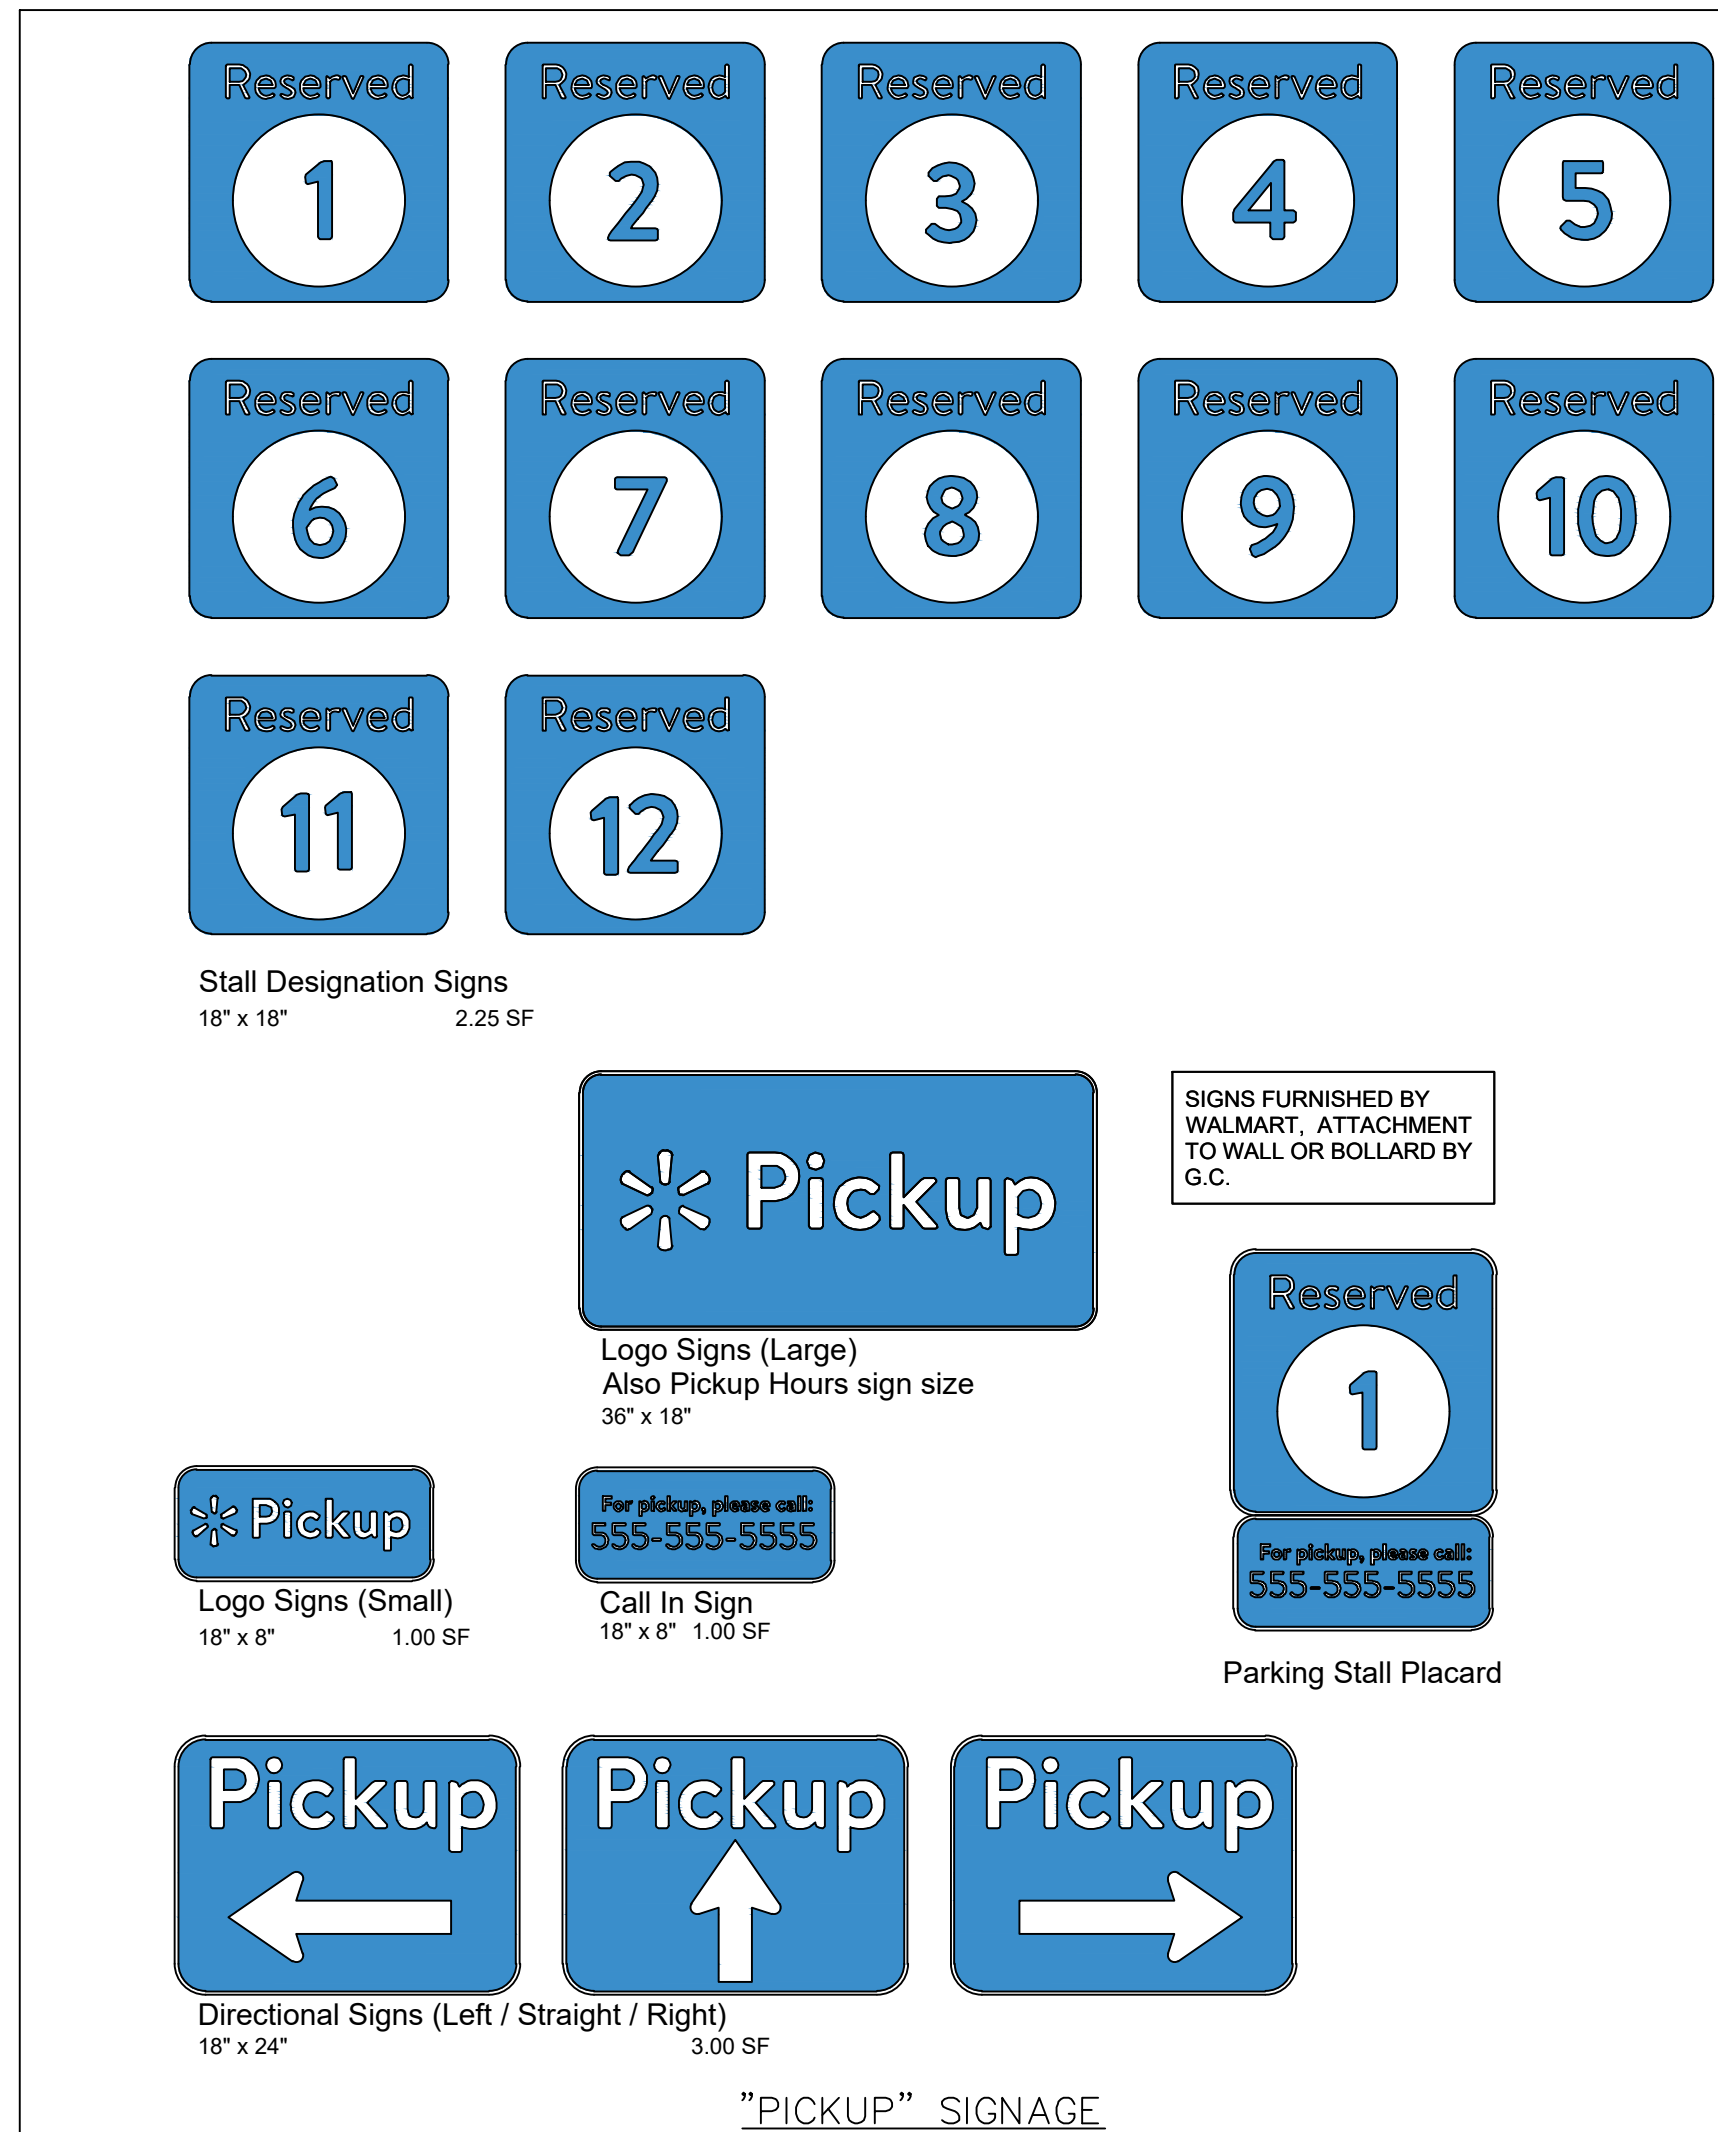 Reserved Reserved Reserved Reserved Reserved
1 2 3 4 5
Reserved Reserved Reserved Reserved Reserved
6 7 8 9 10
Reserved Reserved
11 12
Stall Designation Signs
18" x 18" 2.25 SF
Pickup
Logo Signs (Large)
Also Pickup Hours sign size
36" x 18"
SIGNS FURNISHED BY
WALMART, ATTACHMENT
TO WALL OR BOLLARD BY
G.C.
Reserved
1
For pickup, please call:
555-555-5555
Parking Stall Placard
Pickup
Logo Signs (Small)
18" x 8" 1.00 SF
For pickup, please call:
555-555-5555
Call In Sign
18" x 8" 1.00 SF
Pickup Pickup Pickup
Directional Signs (Left / Straight / Right)
18" x 24" 3.00 SF
"PICKUP" SIGNAGE